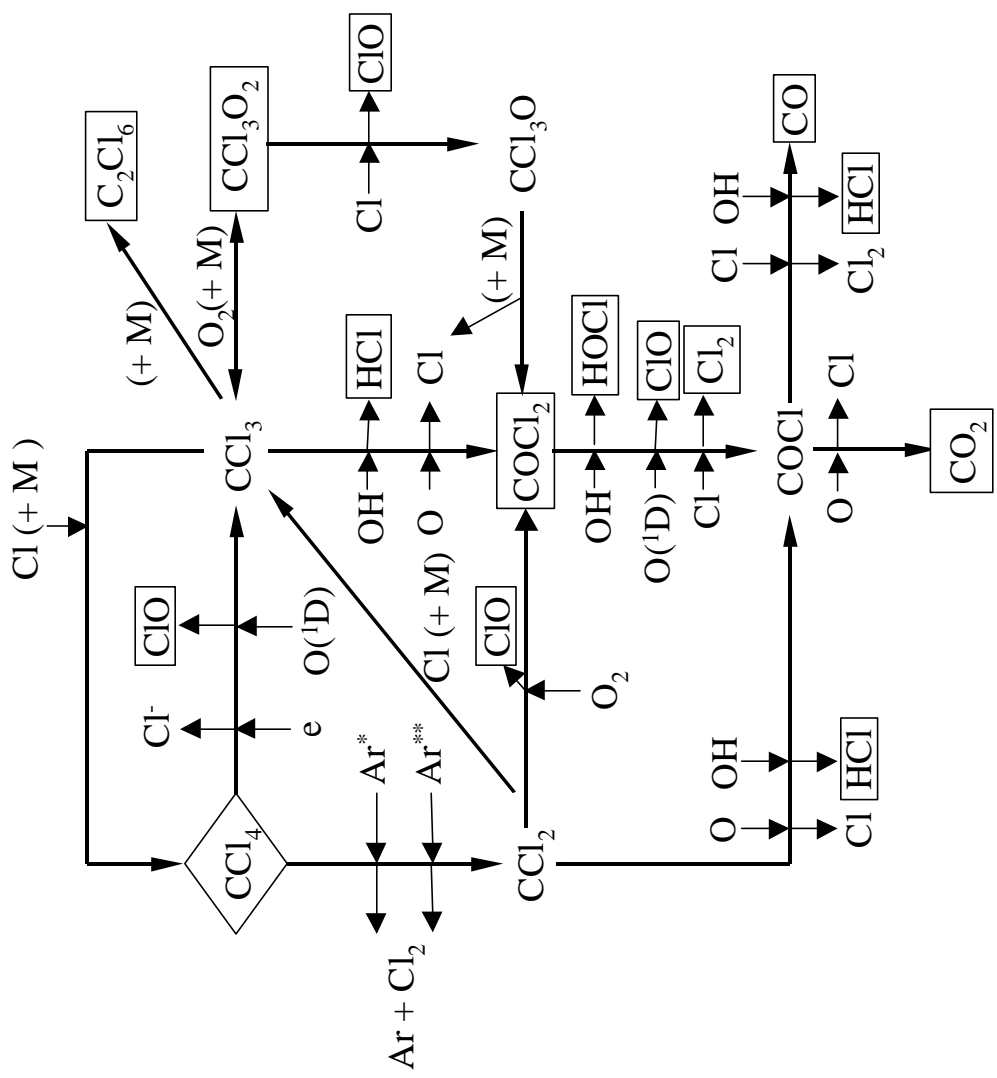 Cl (+ M )
(+ M)
C₂Cl₆
CCl₄
Cl⁻
e
ClO
O(¹D)
CCl₃
O₂(+ M)
CCl₃O₂
Ar + Cl₂
Ar*
Ar**
OH
HCl
O
Cl
Cl
ClO
Cl (+ M)
(+ M)
CCl₃O
CCl₂
O₂
ClO
COCl₂
OH
HOCl
O(¹D)
ClO
Cl
Cl₂
O
Cl
OH
HCl
COCl
Cl
Cl₂
OH
HCl
CO
O
Cl
CO₂